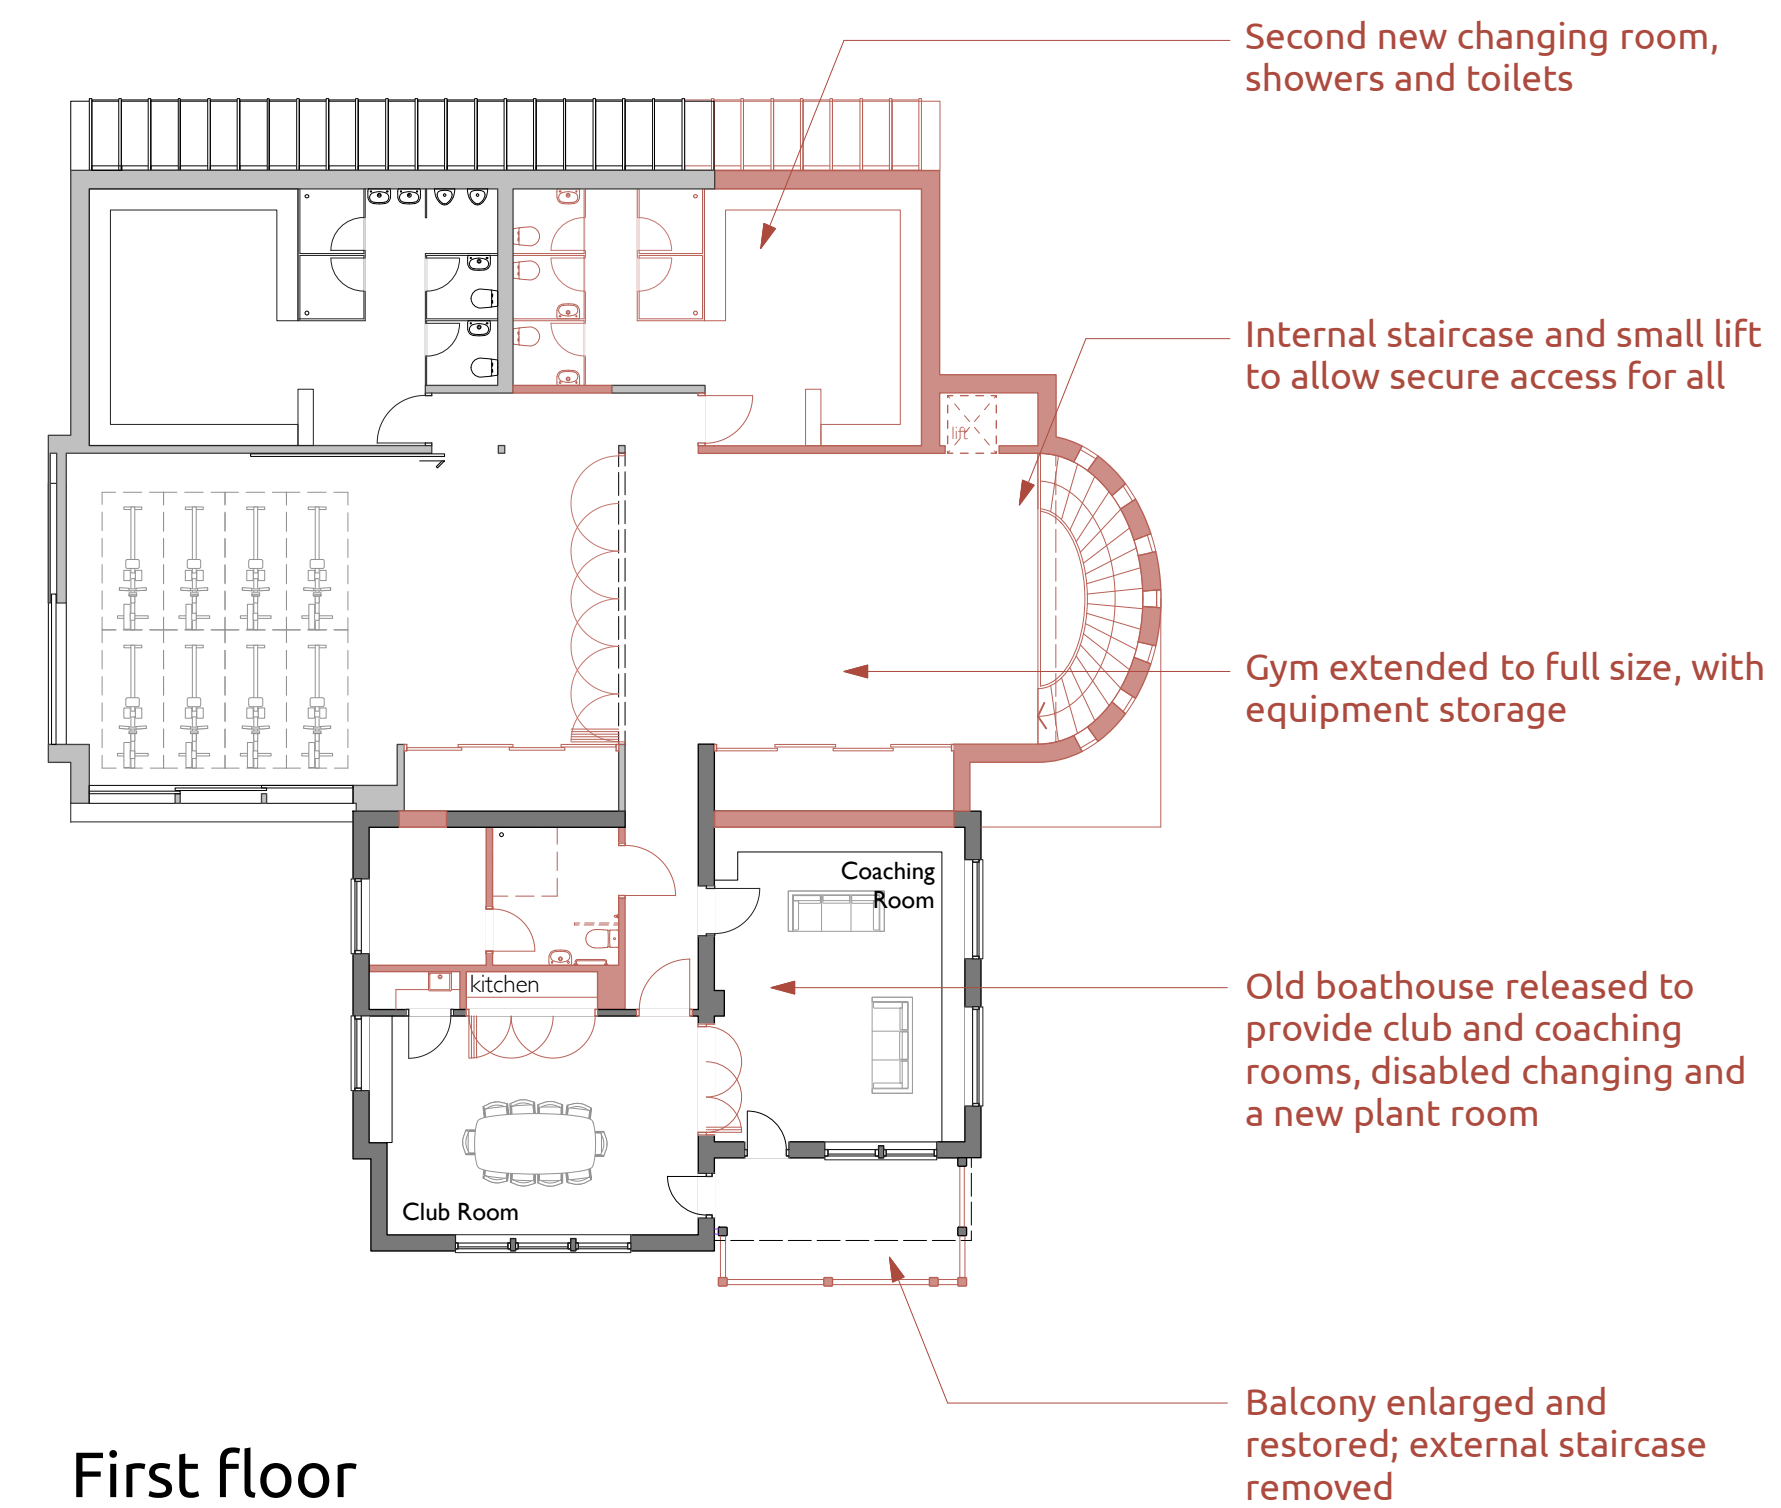 Second new changing room,
showers and toilets
Internal staircase and small lift
to allow secure access for all
lift
Gym extended to full size, with
equipment storage
Coaching
Room
kitchen
Old boathouse released to
provide club and coaching
rooms, disabled changing and
a new plant room
Club Room
Balcony enlarged and
restored; external staircase
removed
First floor